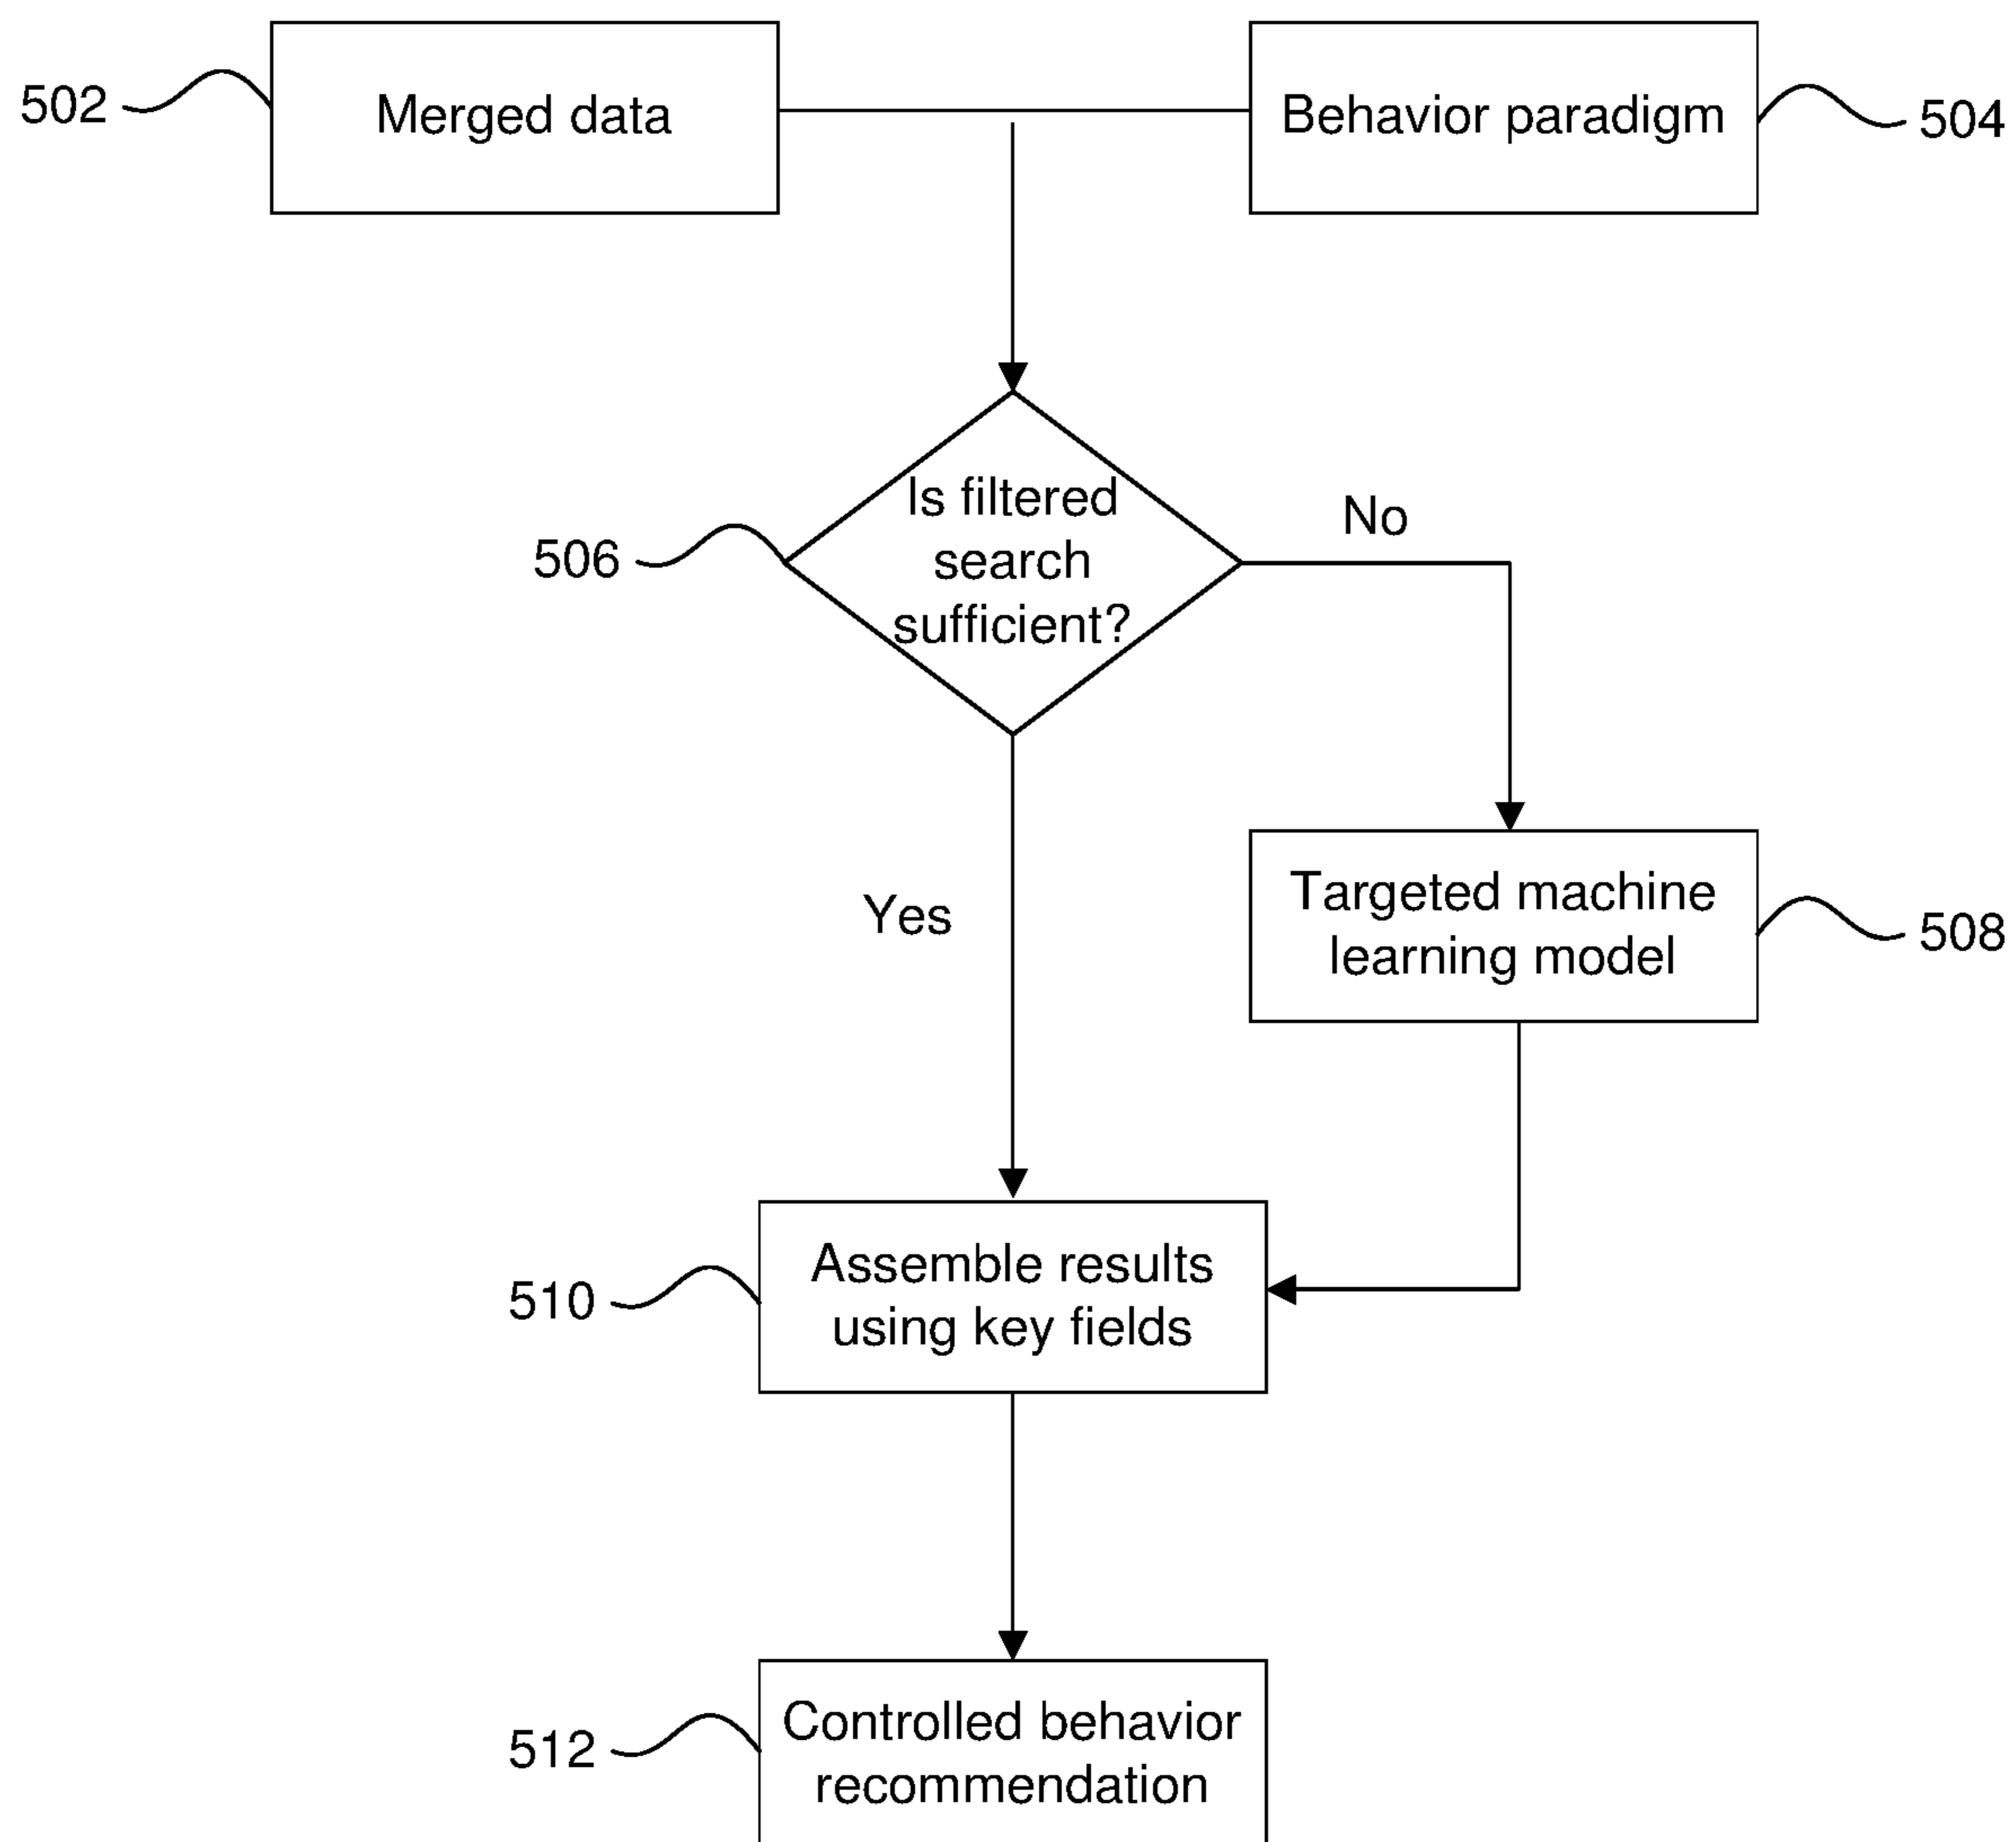 502
Merged data
Behavior paradigm
504
Is filtered
search
sufficient?
506
No
Yes
Targeted machine
learning model
508
Assemble results
using key fields
510
Controlled behavior
recommendation
512